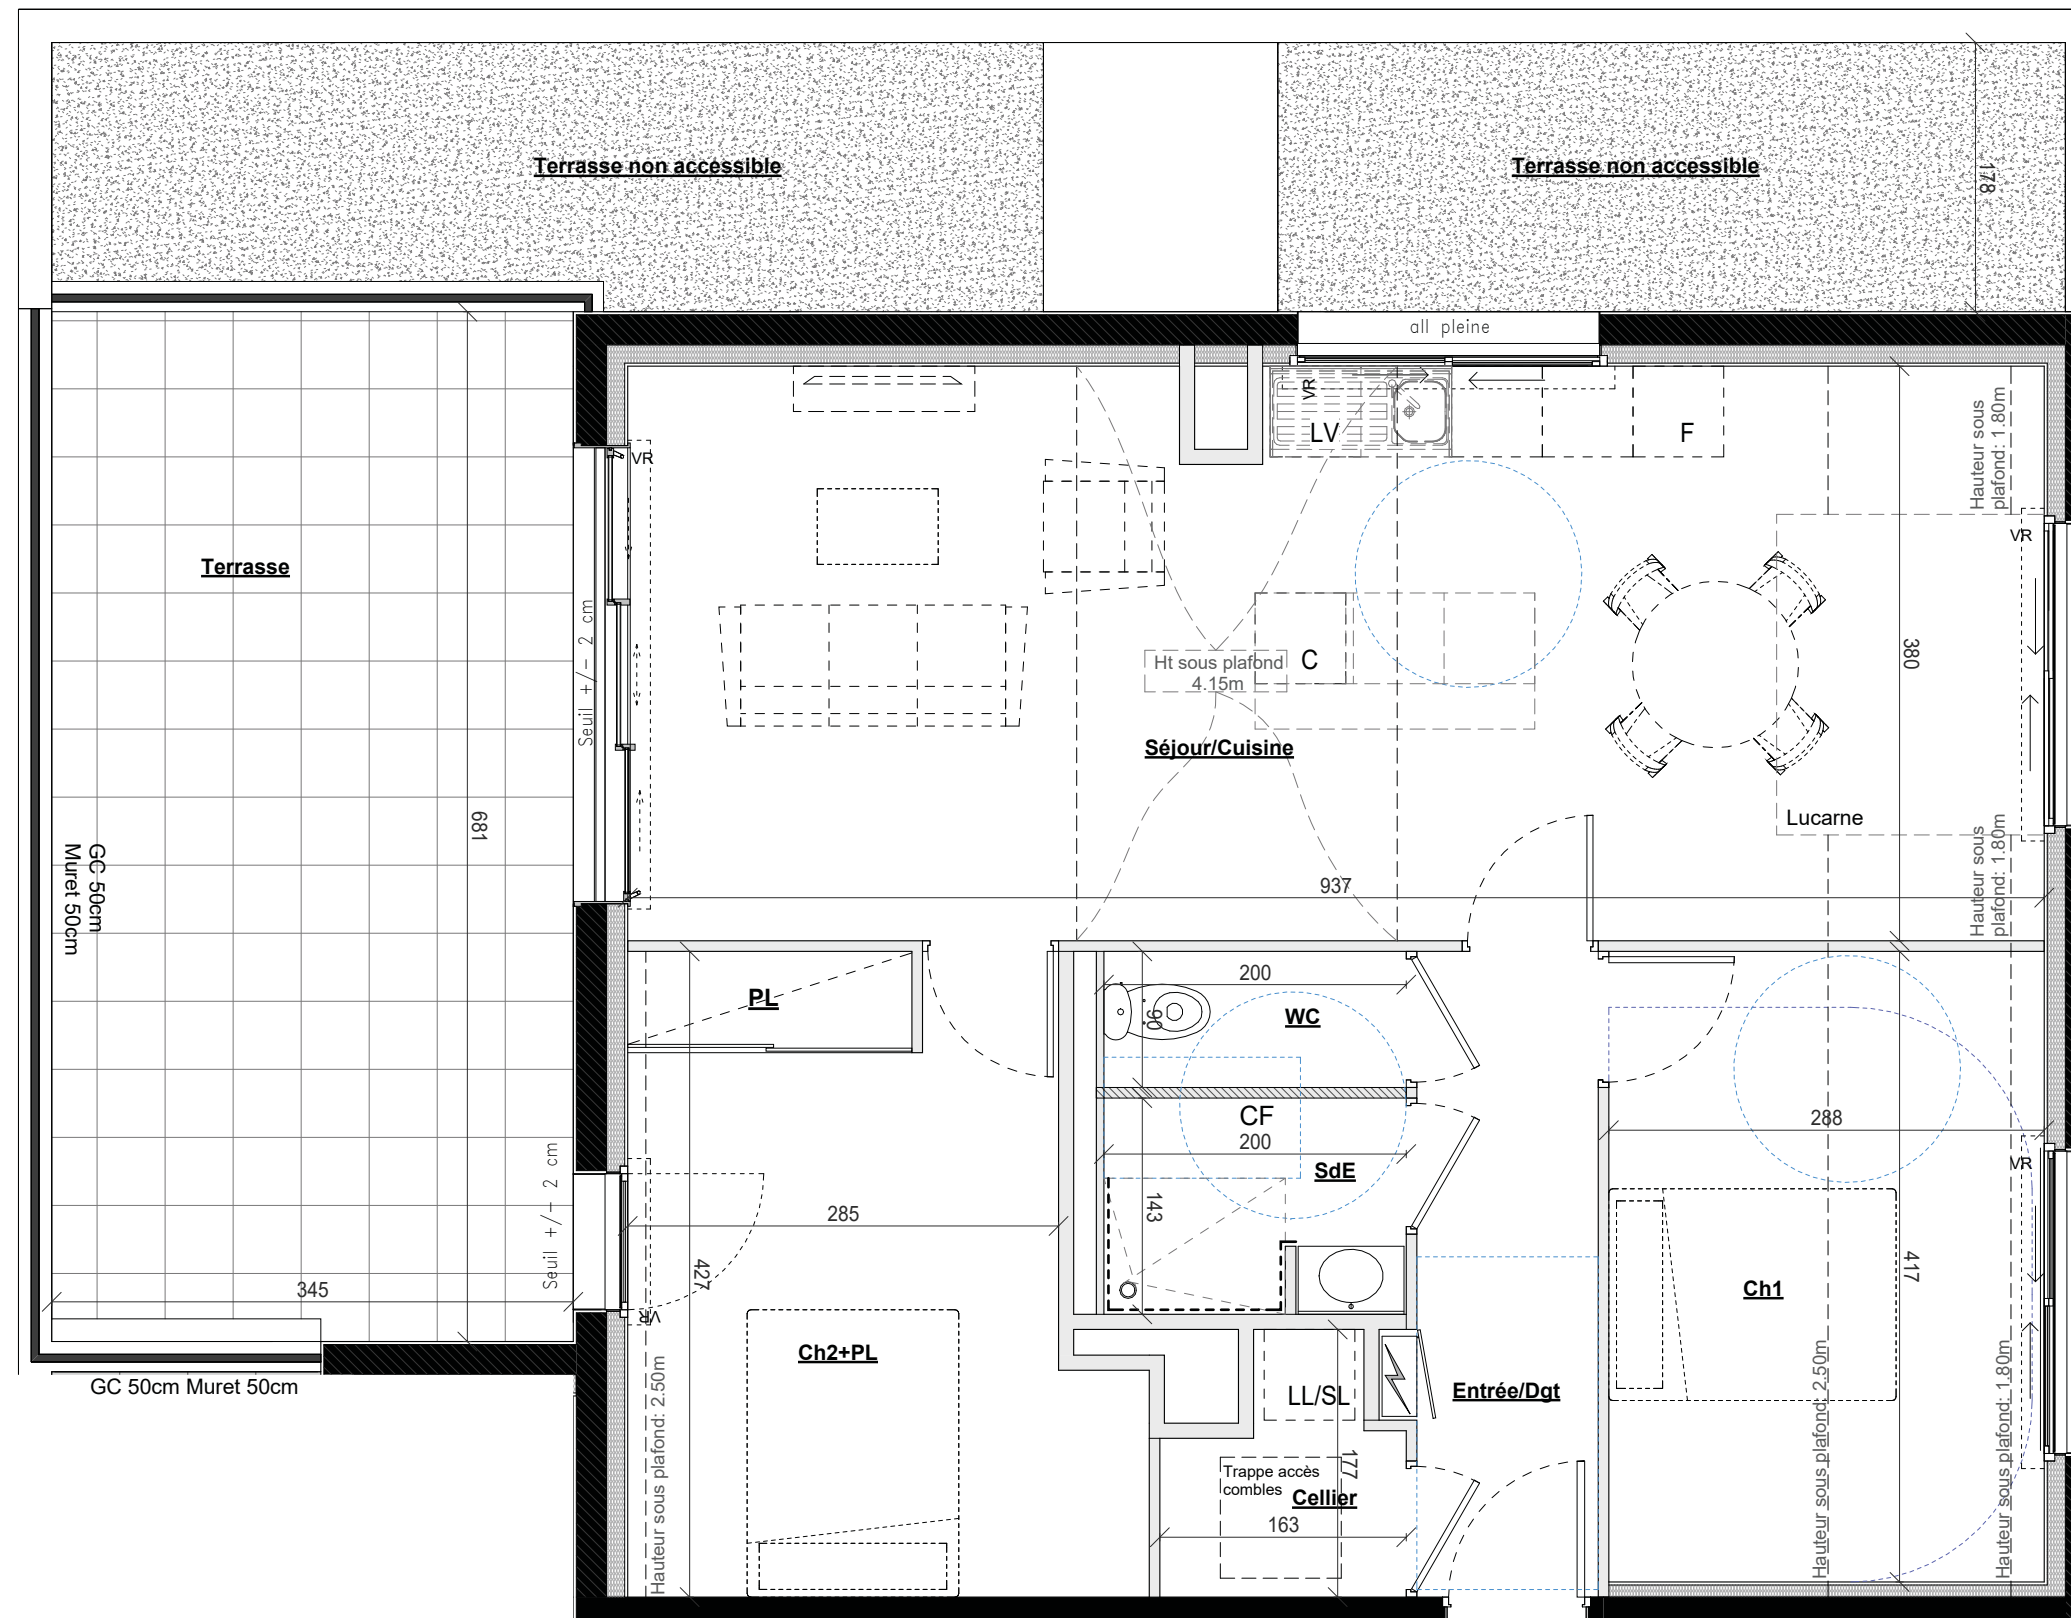 Terrasse non accessible
Terrasse non accessible
178
all pleine
VR
LV
F
Hauteur sous
plafond: 1.80m
VR
VR
Terrasse
Seuil +/- 2 cm
380
Ht sous plafond
4.15m
C
Séjour/Cuisine
681
Lucarne
GC 50cm
Muret 50cm
Hauteur sous
plafond: 1.80m
937
PL
200
90
WC
CF
200
SdE
143
288
VR
Seuil +/- 2 cm
285
427
417
345
VR
Ch1
Ch2+PL
GC 50cm Muret 50cm
LL/SL
Entrée/Dgt
Hauteur sous plafond: 2.50m
Hauteur sous plafond: 2.50m
Hauteur sous plafond: 1.80m
177
Trappe accès
combles
Cellier
163